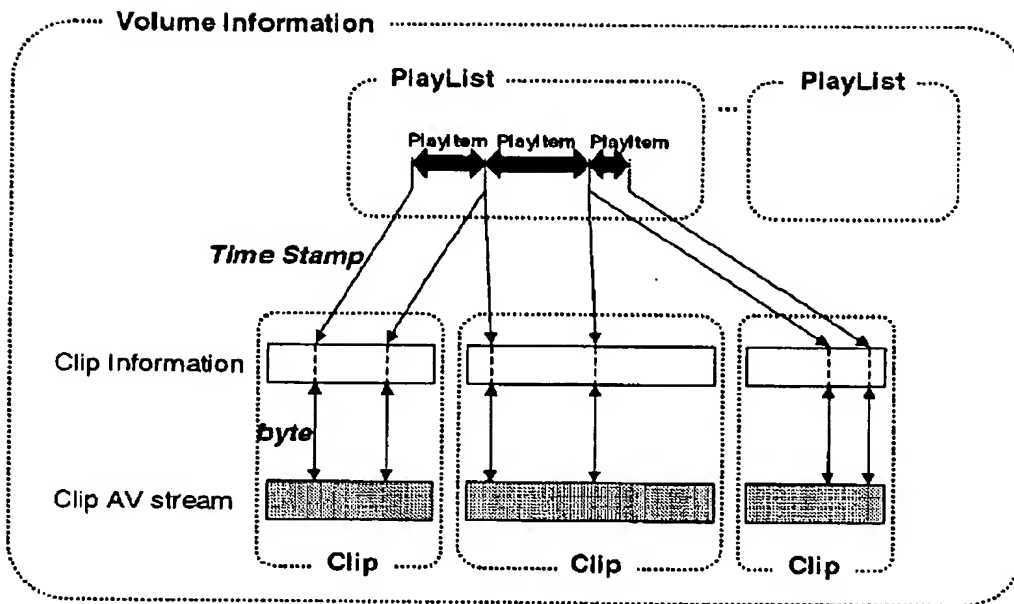 Volume Information
PlayList
...
PlayList
PlayItem PlayItem PlayItem
Time Stamp
Clip Information
byte
Clip AV stream
Clip
Clip
Clip